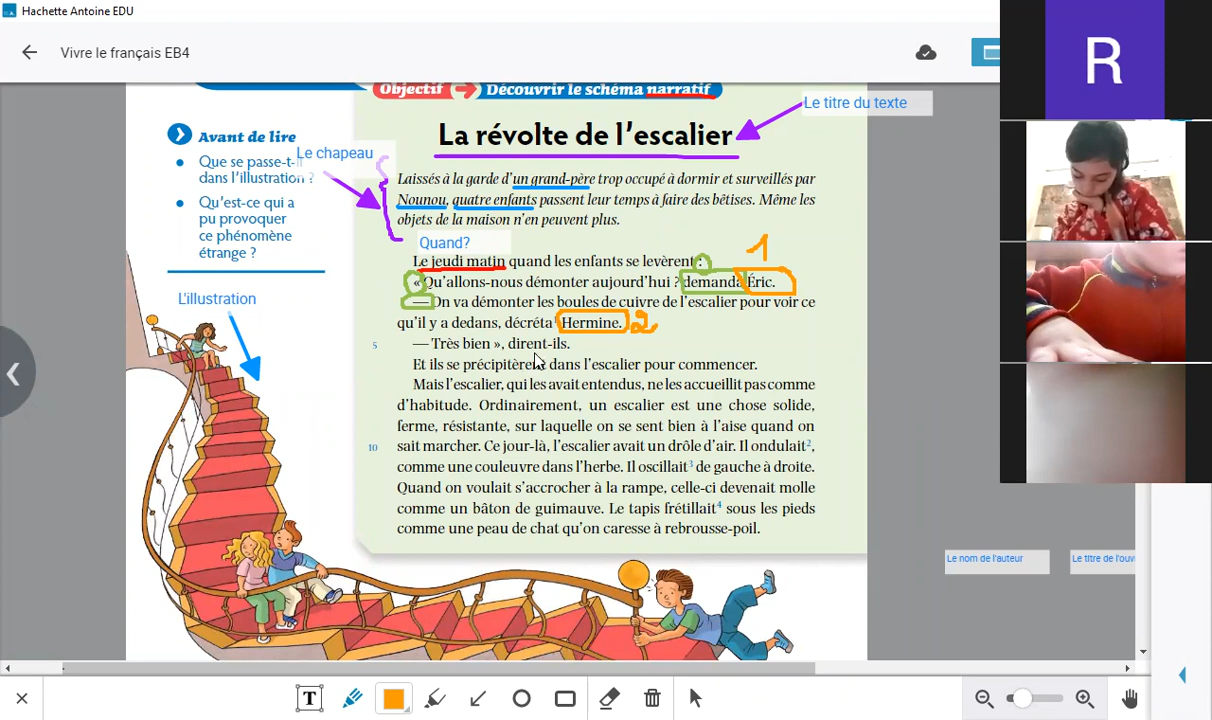 Hachette Antoine EDU
Vivre le français EB4
Objectif Découvrir le schéma narratif
Le titre du texte
La révolte de l'escalier
Avant de lire
Que se passe-t-il
dans l'illustration ?
Qu'est-ce qui a
pu provoquer
ce phénomène
étrange ?
Le chapeau
L'illustration
Laissés à la garde d'un grand-père trop occupé à dormir et surveillés par
Nounou, quatre enfants passent leur temps à faire des bêtises. Même les
objets de la maison n'en peuvent plus.
Quand?
1
Le jeudi matin quand les enfants se levèrent :
« Qu'allons-nous démonter aujourd'hui ? demanda Éric.
— On va démonter les boules de cuivre de l'escalier pour voir ce
qu'il y a dedans, décréta1 Hermine. 2
5 — Très bien », dirent-ils.
Et ils se précipitèrent dans l'escalier pour commencer.
Mais l'escalier, qui les avait entendus, ne les accueillit pas comme
d'habitude. Ordinairement, un escalier est une chose solide,
ferme, résistante, sur laquelle on se sent bien à l'aise quand on
10 sait marcher. Ce jour-là, l'escalier avait un drôle d'air. Il ondulait2,
comme une couleuvre dans l'herbe. Il oscillait3 de gauche à droite.
Quand on voulait s'accrocher à la rampe, celle-ci devenait molle
comme un bâton de guimauve. Le tapis frétillait4 sous les pieds
comme une peau de chat qu'on caresse à rebrousse-poil.
Le nom de l'auteur
Le titre de l'ouv
R
T